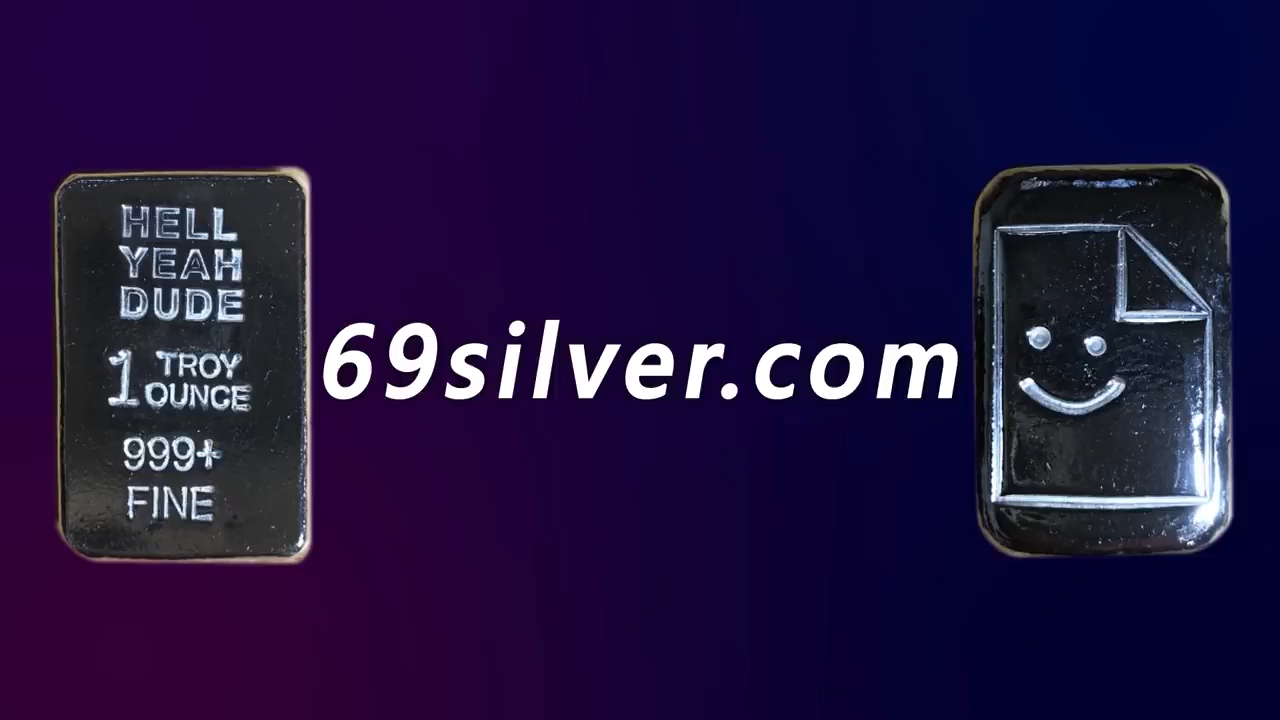 HELL
YEAH
DUDE
1 TROY
OUNCE
999+
FINE
69silver.com